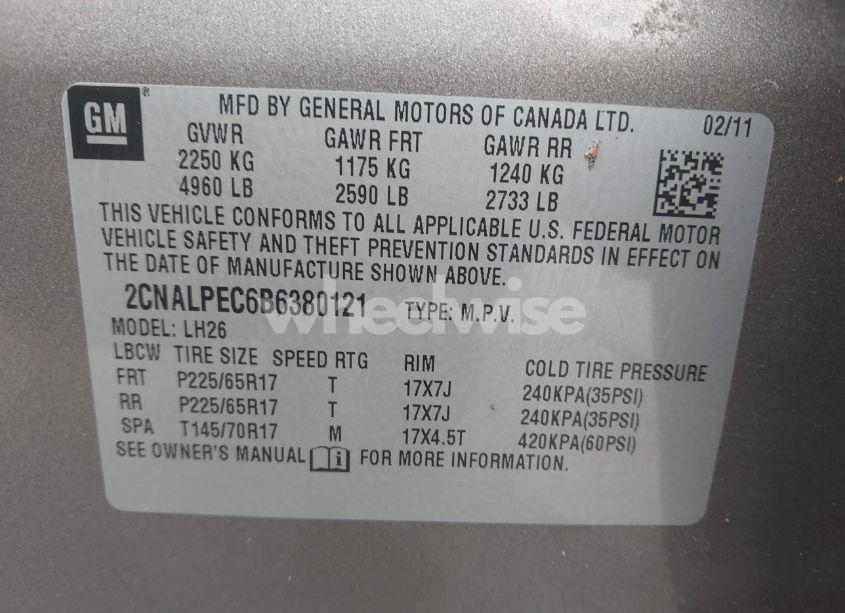 GM ®
MFD BY GENERAL MOTORS OF CANADA LTD. 02/11
GVWR GAWR FRT GAWR RR
2250 KG 1175 KG 1240 KG
4960 LB 2590 LB 2733 LB
THIS VEHICLE CONFORMS TO ALL APPLICABLE U.S. FEDERAL MOTOR
VEHICLE SAFETY AND THEFT PREVENTION STANDARDS IN EFFECT ON
THE DATE OF MANUFACTURE SHOWN ABOVE.
2CNALPEC6B6380121 TYPE: M.P.V.
wheelwise
MODEL: LH26
LBCW TIRE SIZE SPEED RTG RIM COLD TIRE PRESSURE
FRT P225/65R17 T 17X7J 240KPA(35PSI)
RR P225/65R17 T 17X7J 240KPA(35PSI)
SPA T145/70R17 M 17X4.5T 420KPA(60PSI)
SEE OWNER'S MANUAL i FOR MORE INFORMATION.